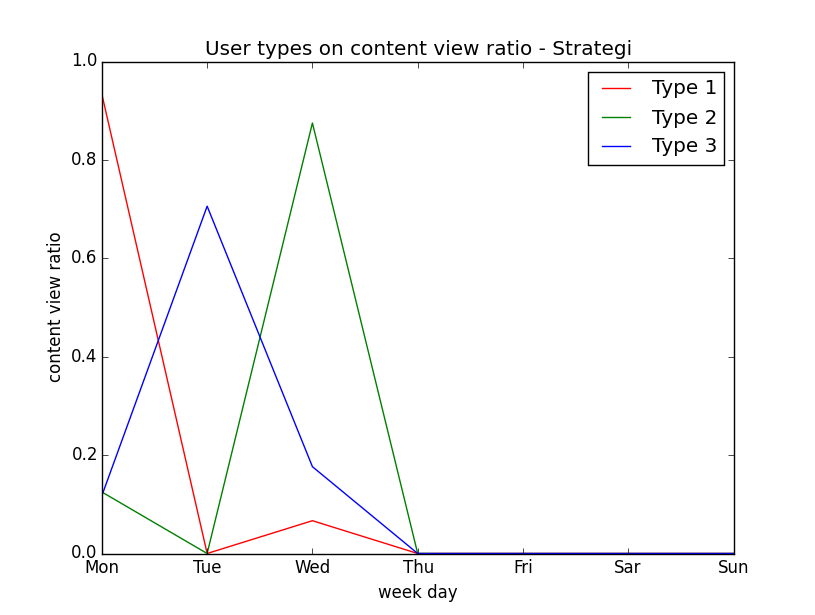 User types on content view ratio - Strategi
1.0
0.8
0.6
0.4
0.2
0.0
content view ratio
Type 1
Type 2
Type 3
Mon Tue Wed Thu Fri Sar Sun
week day